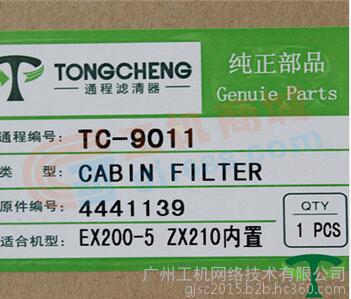 TONGCHENG
通程滤清器
纯正部品
Genuie Parts
通程编号: TC-9011
类 型: CABIN FILTER
原件编号: 4441139
QTY
1 PCS
适合机型: EX200-5 ZX210内置
广州工机网络技术有限公司
gjsc2015.b2b.hc360.com